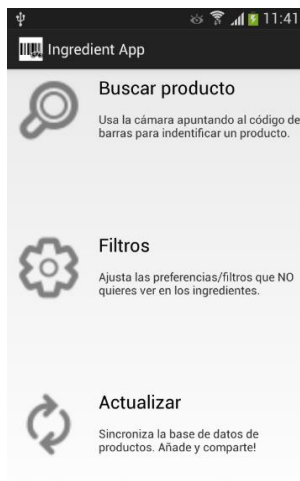 11:41
Ingredient App
Buscar producto
Usa la cámara apuntando al código de
barras para indentificar un producto.
Filtros
Ajusta las preferencias/filtros que NO
quieres ver en los ingredientes.
Actualizar
Sincroniza la base de datos de
productos. Añade y comparte!